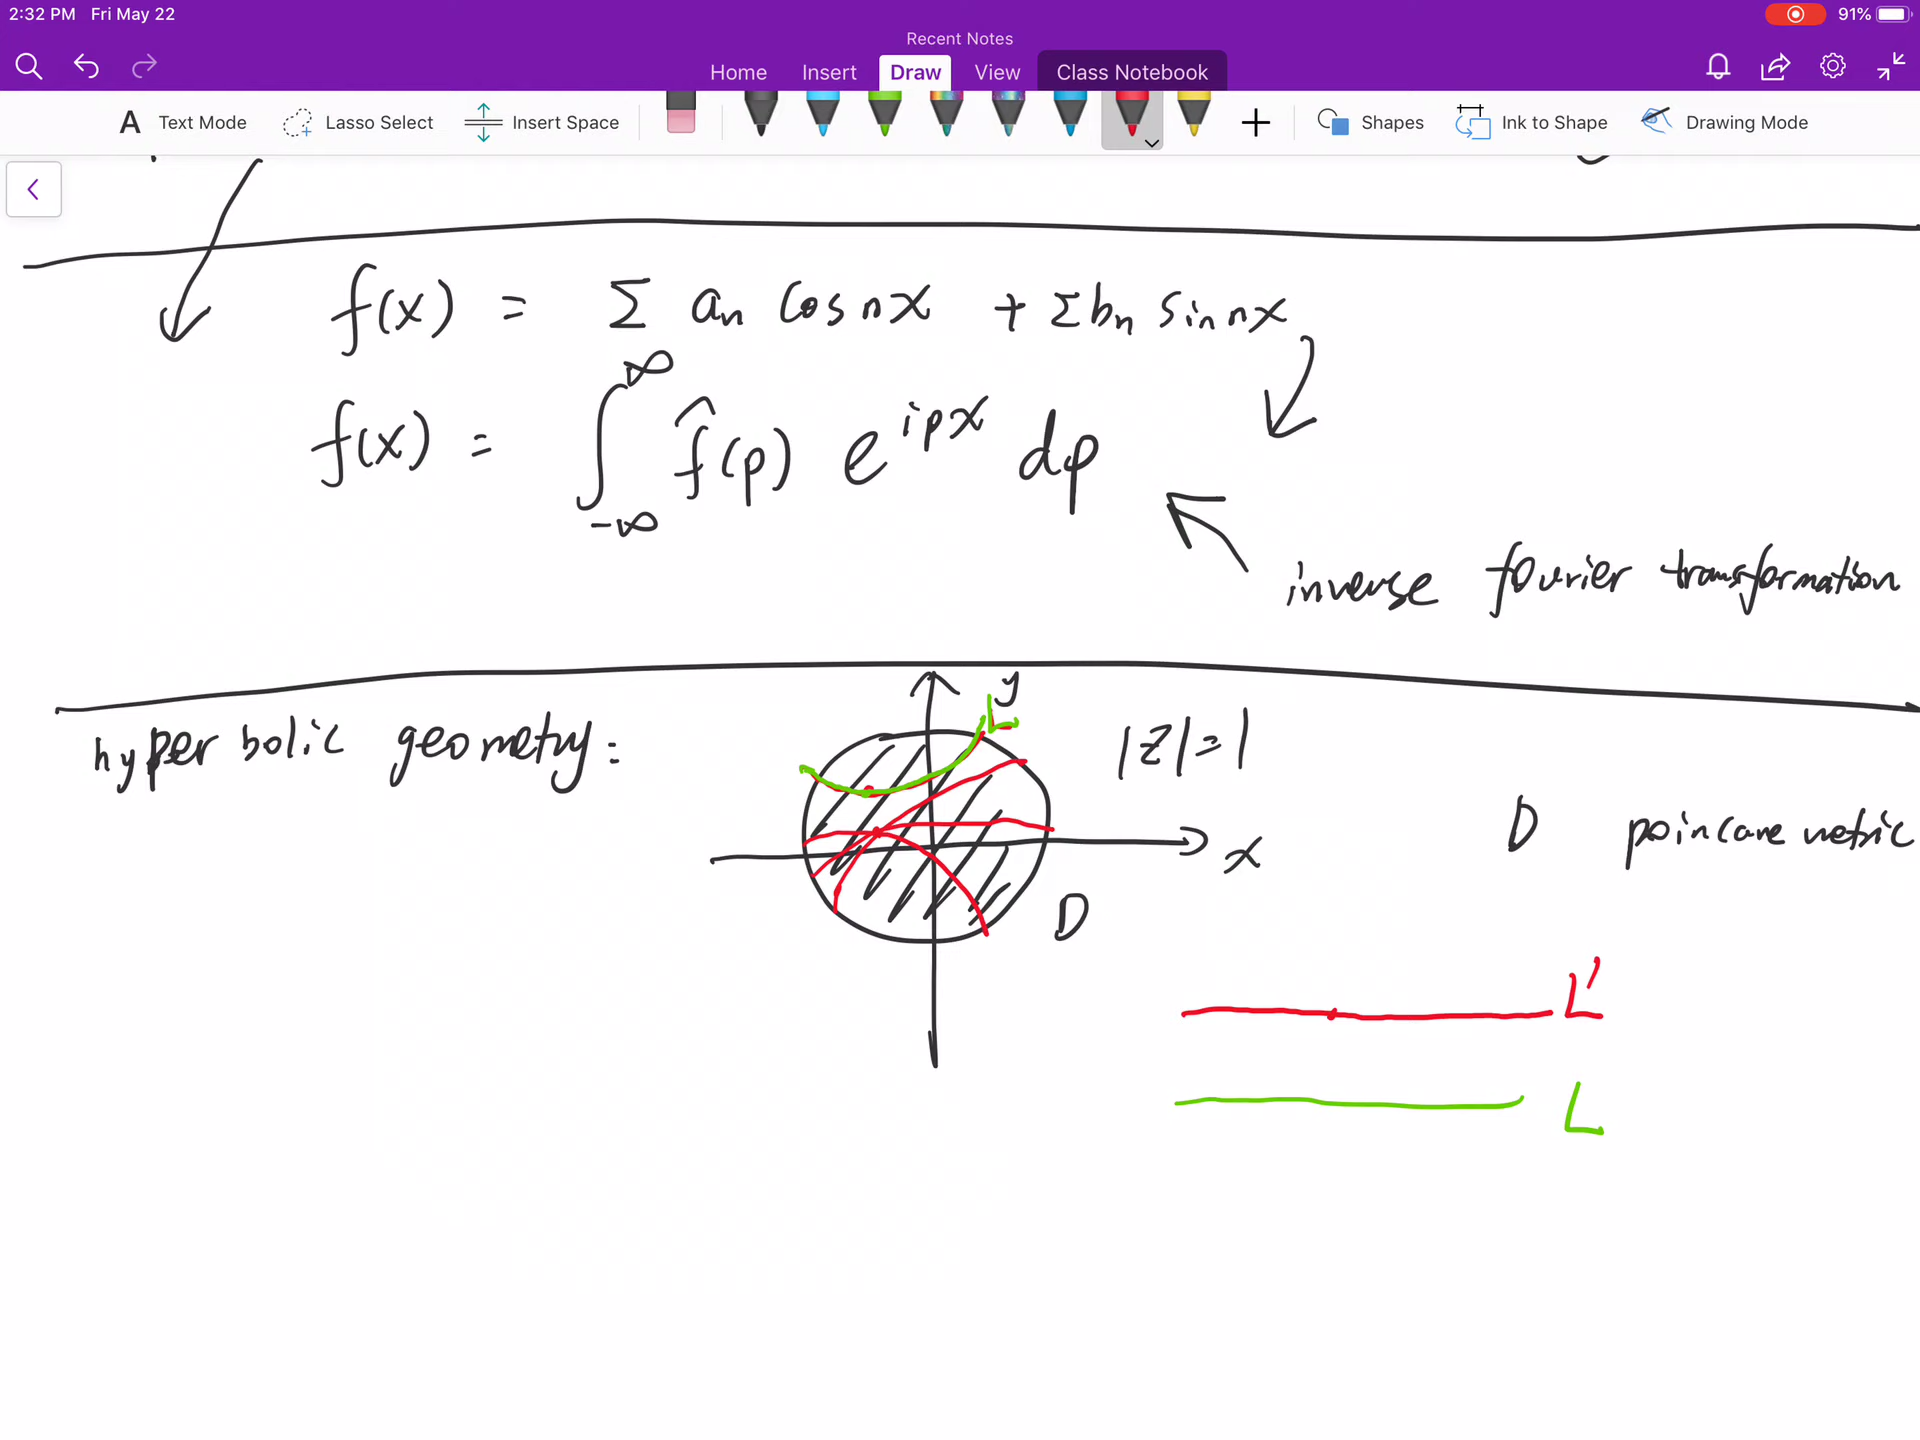 2:32 PM Fri May 22
91%
Recent Notes
Home Insert Draw View Class Notebook
A Text Mode Lasso Select Insert Space Shapes Ink to Shape Drawing Mode
f(x) = Σ aₙ cos nx + Σ bₙ sin nx
f(x) = ∫_{-∞}^{∞} f̂(p) e^{ipx} dp
inverse fourier transformation
hyperbolic geometry:
y
L
|z|=1
x
D
D poincare metric
L'
L